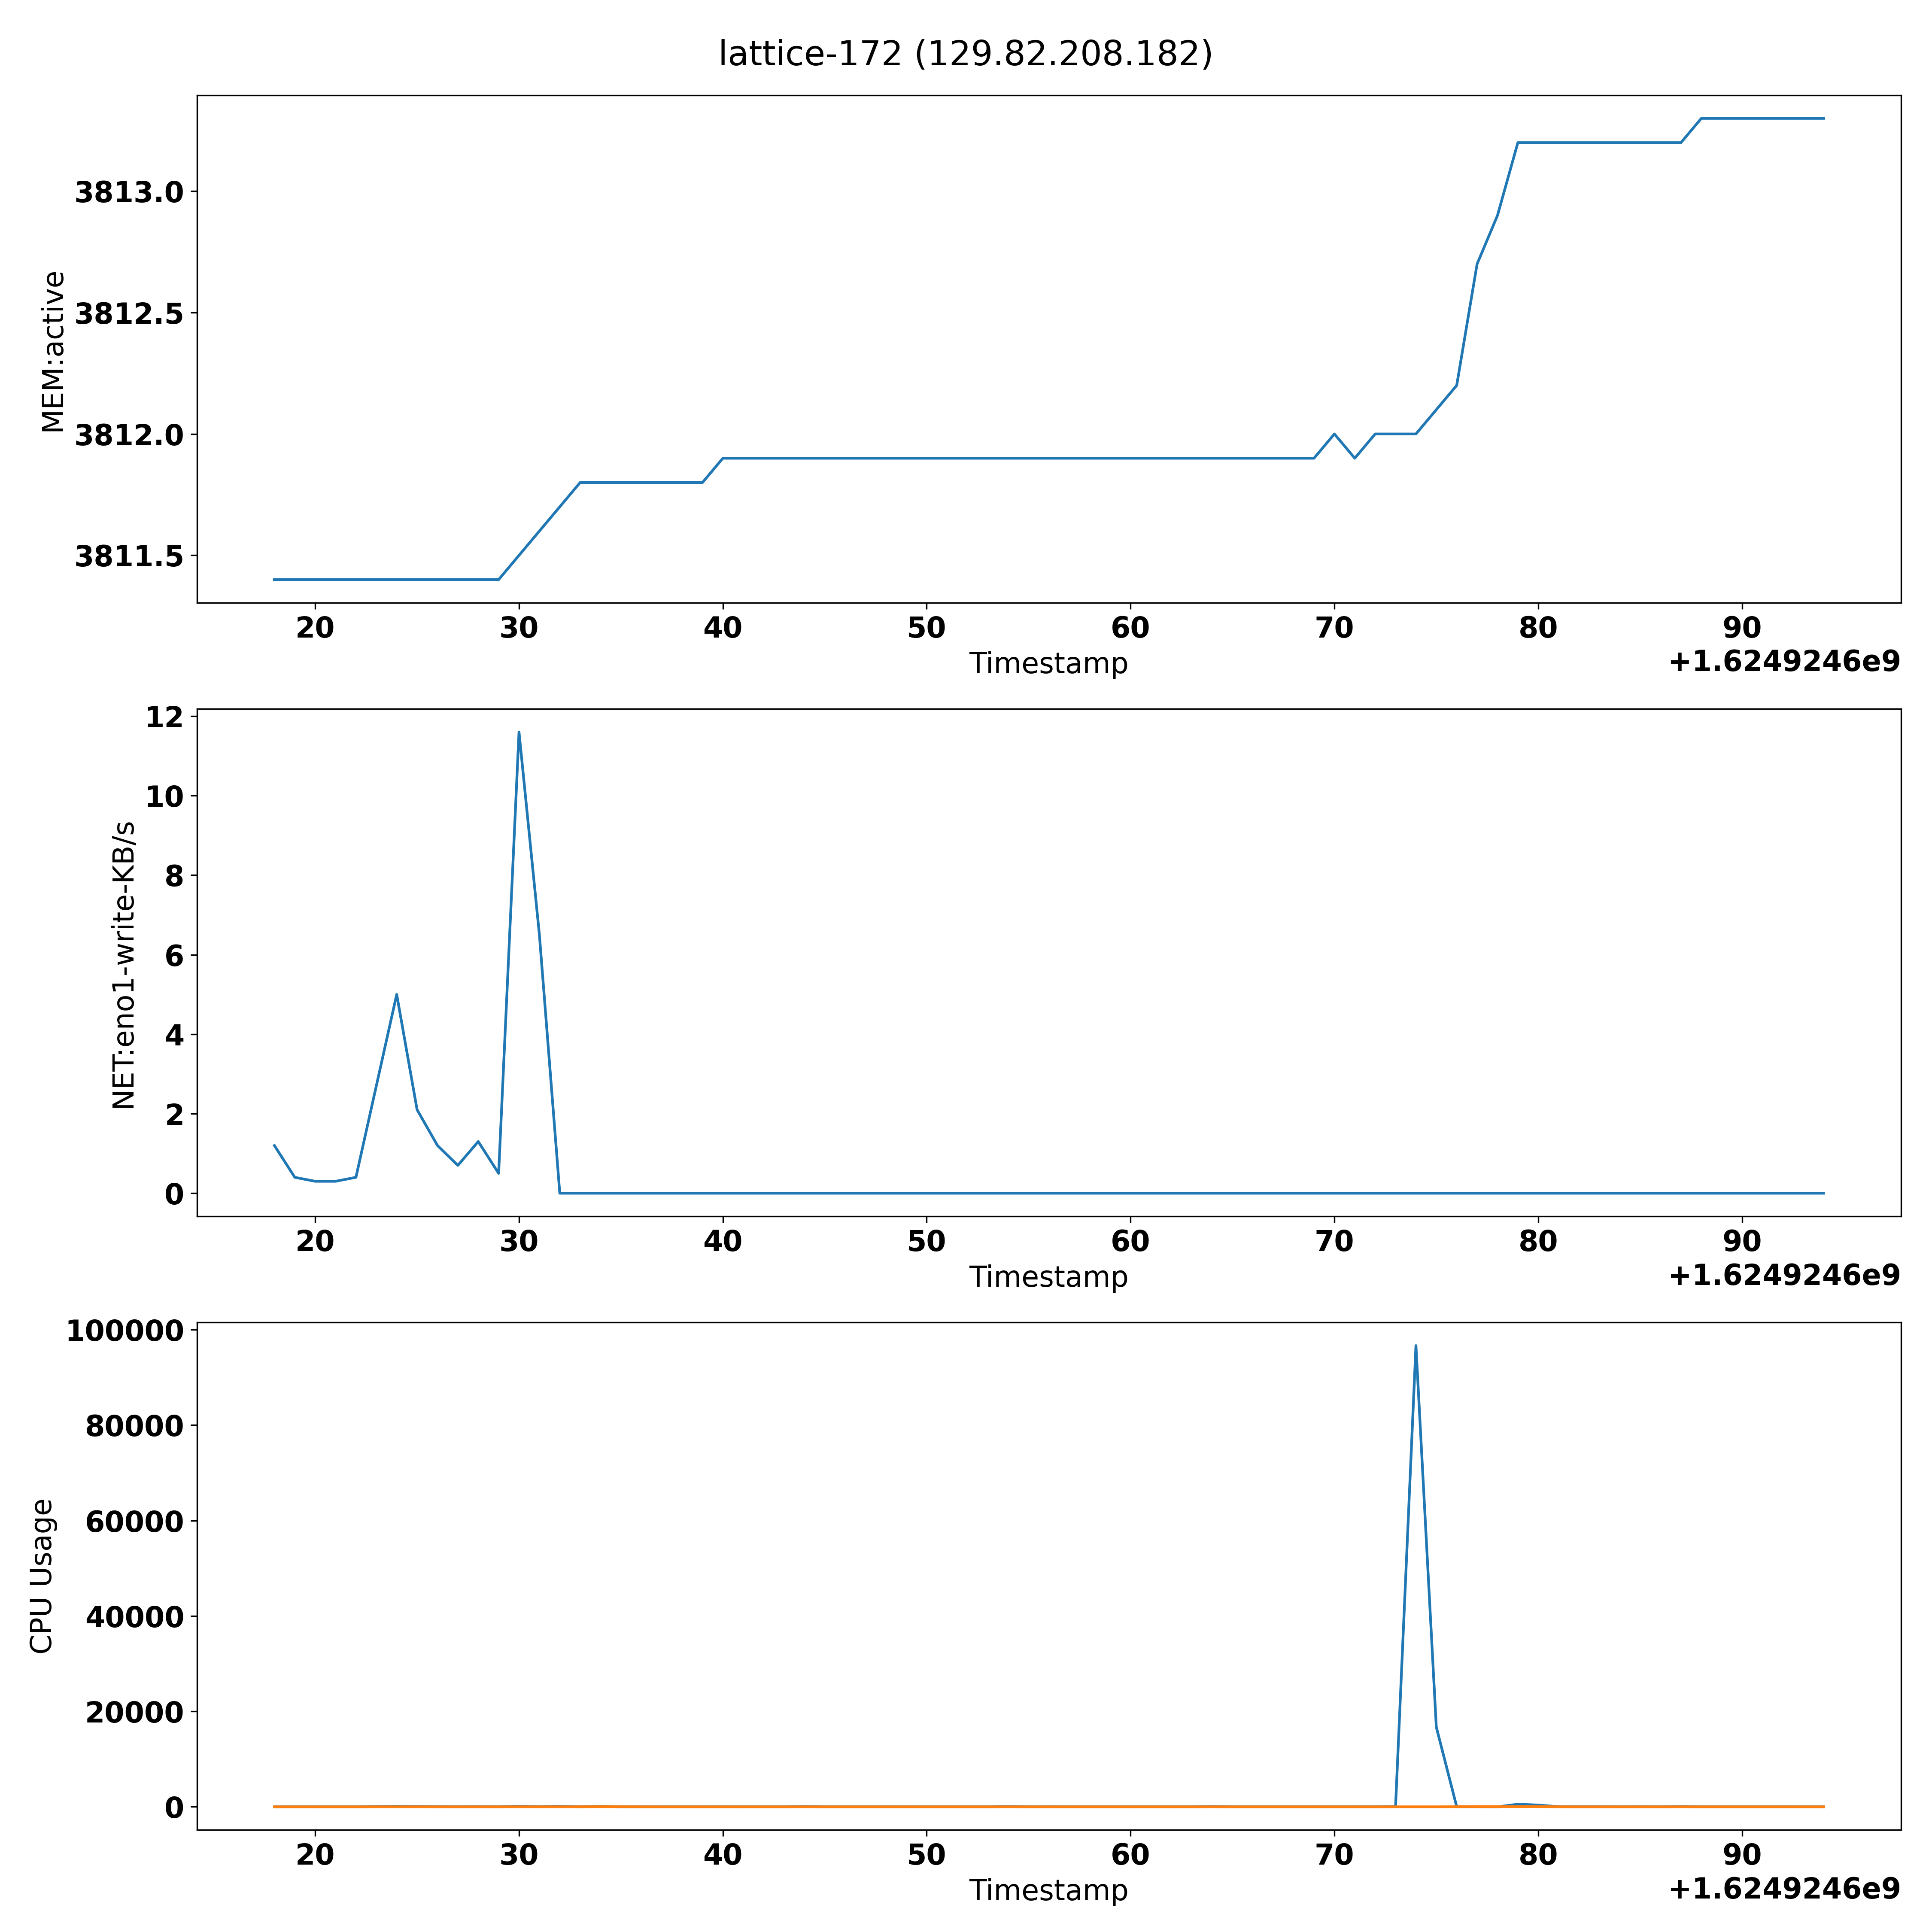 lattice-172 (129.82.208.182)
MEM:active
3813.0
3812.5
3812.0
3811.5
20 30 40 50 60 70 80 90
Timestamp
+1.6249246e9
NET:eno1-write-KB/s
12
10
8
6
4
2
0
20 30 40 50 60 70 80 90
Timestamp
+1.6249246e9
CPU Usage
100000
80000
60000
40000
20000
0
20 30 40 50 60 70 80 90
Timestamp
+1.6249246e9